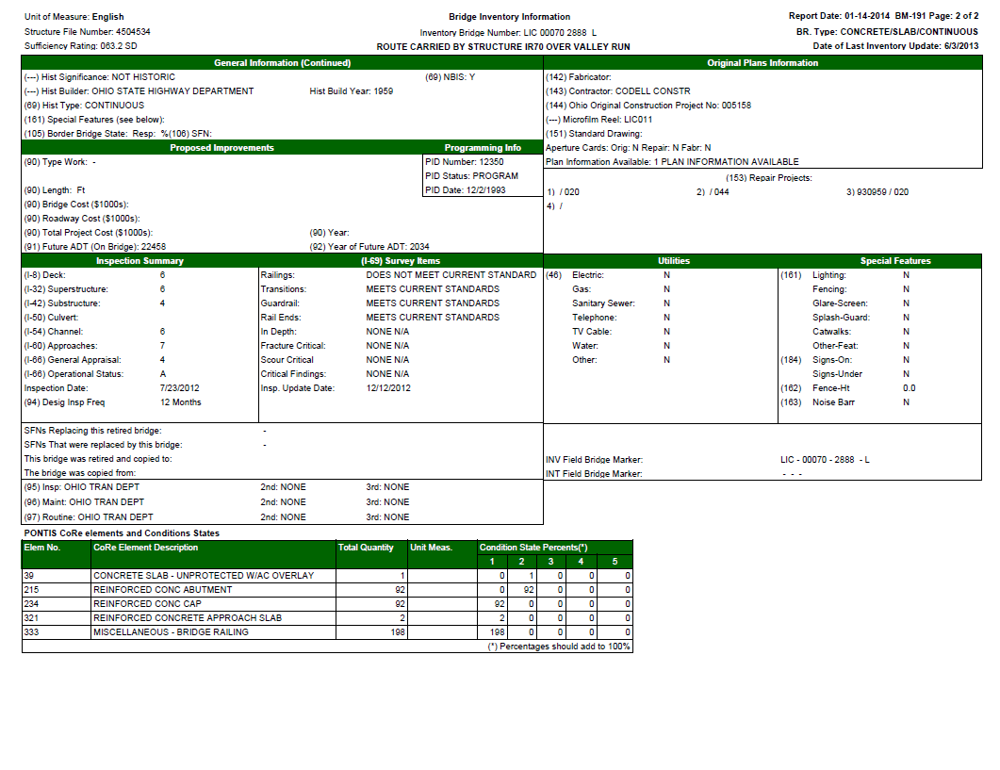 Unit of Measure: English
Bridge Inventory Information
Report Date: 01-14-2014 BM-191 Page: 2 of 2
Structure File Number: 4504534
Inventory Bridge Number: LIC 00070 2888 L
BR. Type: CONCRETE/SLAB/CONTINUOUS
Sufficiency Rating: 063.2 SD
ROUTE CARRIED BY STRUCTURE IR70 OVER VALLEY RUN
Date of Last Inventory Update: 6/3/2013
General Information (Continued)
(---) Hist Significance: NOT HISTORIC (69) NBIS: Y
(---) Hist Builder: OHIO STATE HIGHWAY DEPARTMENT Hist Build Year: 1959
(69) Hist Type: CONTINUOUS
(161) Special Features (see below):
(105) Border Bridge State: Resp: %(106) SFN:
Original Plans Information
(142) Fabricator:
(143) Contractor: CODELL CONSTR
(144) Ohio Original Construction Project No: 005158
(---) Microfilm Reel: LIC011
(151) Standard Drawing:
Aperture Cards: Orig: N Repair: N Fabr: N
Plan Information Available: 1 PLAN INFORMATION AVAILABLE
(153) Repair Projects:
1) / 020 2) / 044 3) 930959 / 020
4) /
Proposed Improvements
(90) Type Work: -
(90) Length: Ft
(90) Bridge Cost ($1000s):
(90) Roadway Cost ($1000s):
(90) Total Project Cost ($1000s): (90) Year:
(91) Future ADT (On Bridge): 22458 (92) Year of Future ADT: 2034
Programming Info
PID Number: 12350
PID Status: PROGRAM
PID Date: 12/2/1993
Inspection Summary
(I-8) Deck: 6
(I-32) Superstructure: 6
(I-42) Substructure: 4
(I-50) Culvert:
(I-54) Channel: 6
(I-60) Approaches: 7
(I-66) General Appraisal: 4
(I-66) Operational Status: A
Inspection Date: 7/23/2012
(94) Desig Insp Freq 12 Months
(I-69) Survey Items
Railings: DOES NOT MEET CURRENT STANDARD
Transitions: MEETS CURRENT STANDARDS
Guardrail: MEETS CURRENT STANDARDS
Rail Ends: MEETS CURRENT STANDARDS
In Depth: NONE N/A
Fracture Critical: NONE N/A
Scour Critical NONE N/A
Critical Findings: NONE N/A
Insp. Update Date: 12/12/2012
Utilities
(46) Electric: N
Gas: N
Sanitary Sewer: N
Telephone: N
TV Cable: N
Water: N
Other: N
Special Features
(161) Lighting: N
Fencing: N
Glare-Screen: N
Splash-Guard: N
Catwalks: N
Other-Feat: N
(184) Signs-On: N
Signs-Under N
(162) Fence-Ht 0.0
(163) Noise Barr N
SFNs Replacing this retired bridge: -
SFNs That were replaced by this bridge: -
This bridge was retired and copied to:
The bridge was copied from:
INV Field Bridge Marker: LIC - 00070 - 2888 - L
INT Field Bridge Marker: - - -
(95) Insp: OHIO TRAN DEPT 2nd: NONE 3rd: NONE
(96) Maint: OHIO TRAN DEPT 2nd: NONE 3rd: NONE
(97) Routine: OHIO TRAN DEPT 2nd: NONE 3rd: NONE
PONTIS CoRe elements and Conditions States
Elem No. CoRe Element Description Total Quantity Unit Meas. Condition State Percents(*)
1 2 3 4 5
39 CONCRETE SLAB - UNPROTECTED W/AC OVERLAY 1 0 1 0 0 0
215 REINFORCED CONC ABUTMENT 92 0 92 0 0 0
234 REINFORCED CONC CAP 92 92 0 0 0 0
321 REINFORCED CONCRETE APPROACH SLAB 2 2 0 0 0 0
333 MISCELLANEOUS - BRIDGE RAILING 198 198 0 0 0 0
(*) Percentages should add to 100%